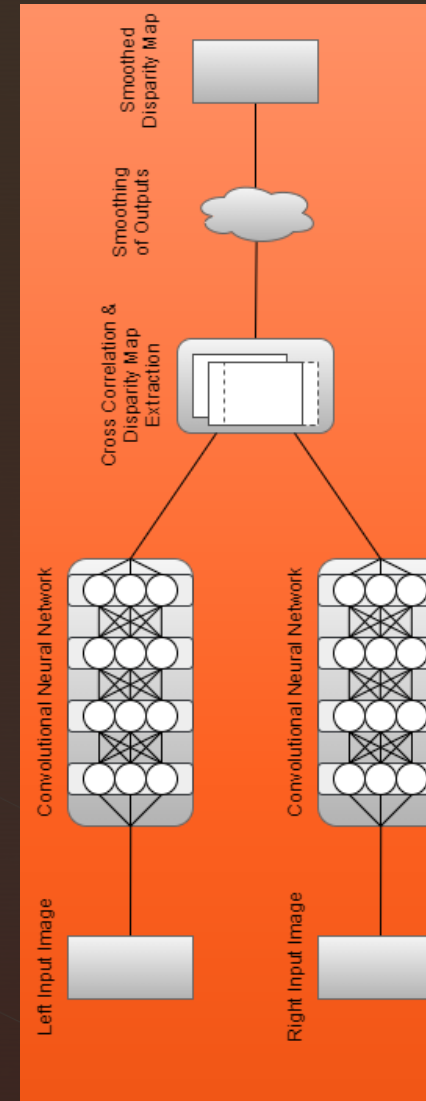 Left Input Image
Convolutional Neural Network
Right Input Image
Convolutional Neural Network
Cross Correlation &
Disparity Map
Extraction
Smoothing
of Outputs
Smoothed
Disparity Map